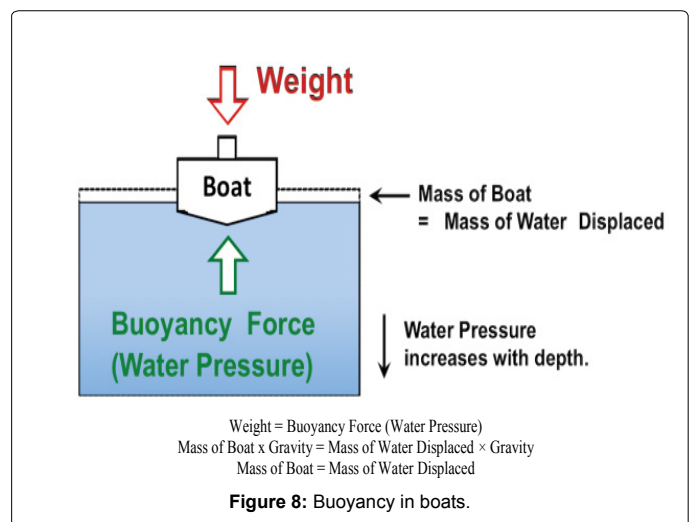 Weight
Boat
Mass of Boat
= Mass of Water Displaced
Buoyancy Force
(Water Pressure)
Water Pressure
increases with depth.
Weight = Buoyancy Force (Water Pressure)
Mass of Boat x Gravity = Mass of Water Displaced × Gravity
Mass of Boat = Mass of Water Displaced
Figure 8: Buoyancy in boats.